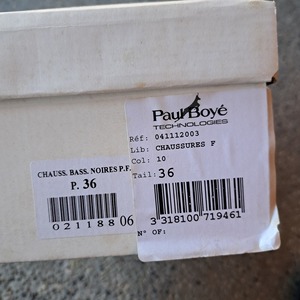 Paul Boyé
TECHNOLOGIES
Réf: 041112003
Lib: CHAUSSURES F
Col: 10
Tail: 36
3 318100 719461
N° OF:
CHAUSS. BASS. NOIRES P.F.
P. 36
021188 06